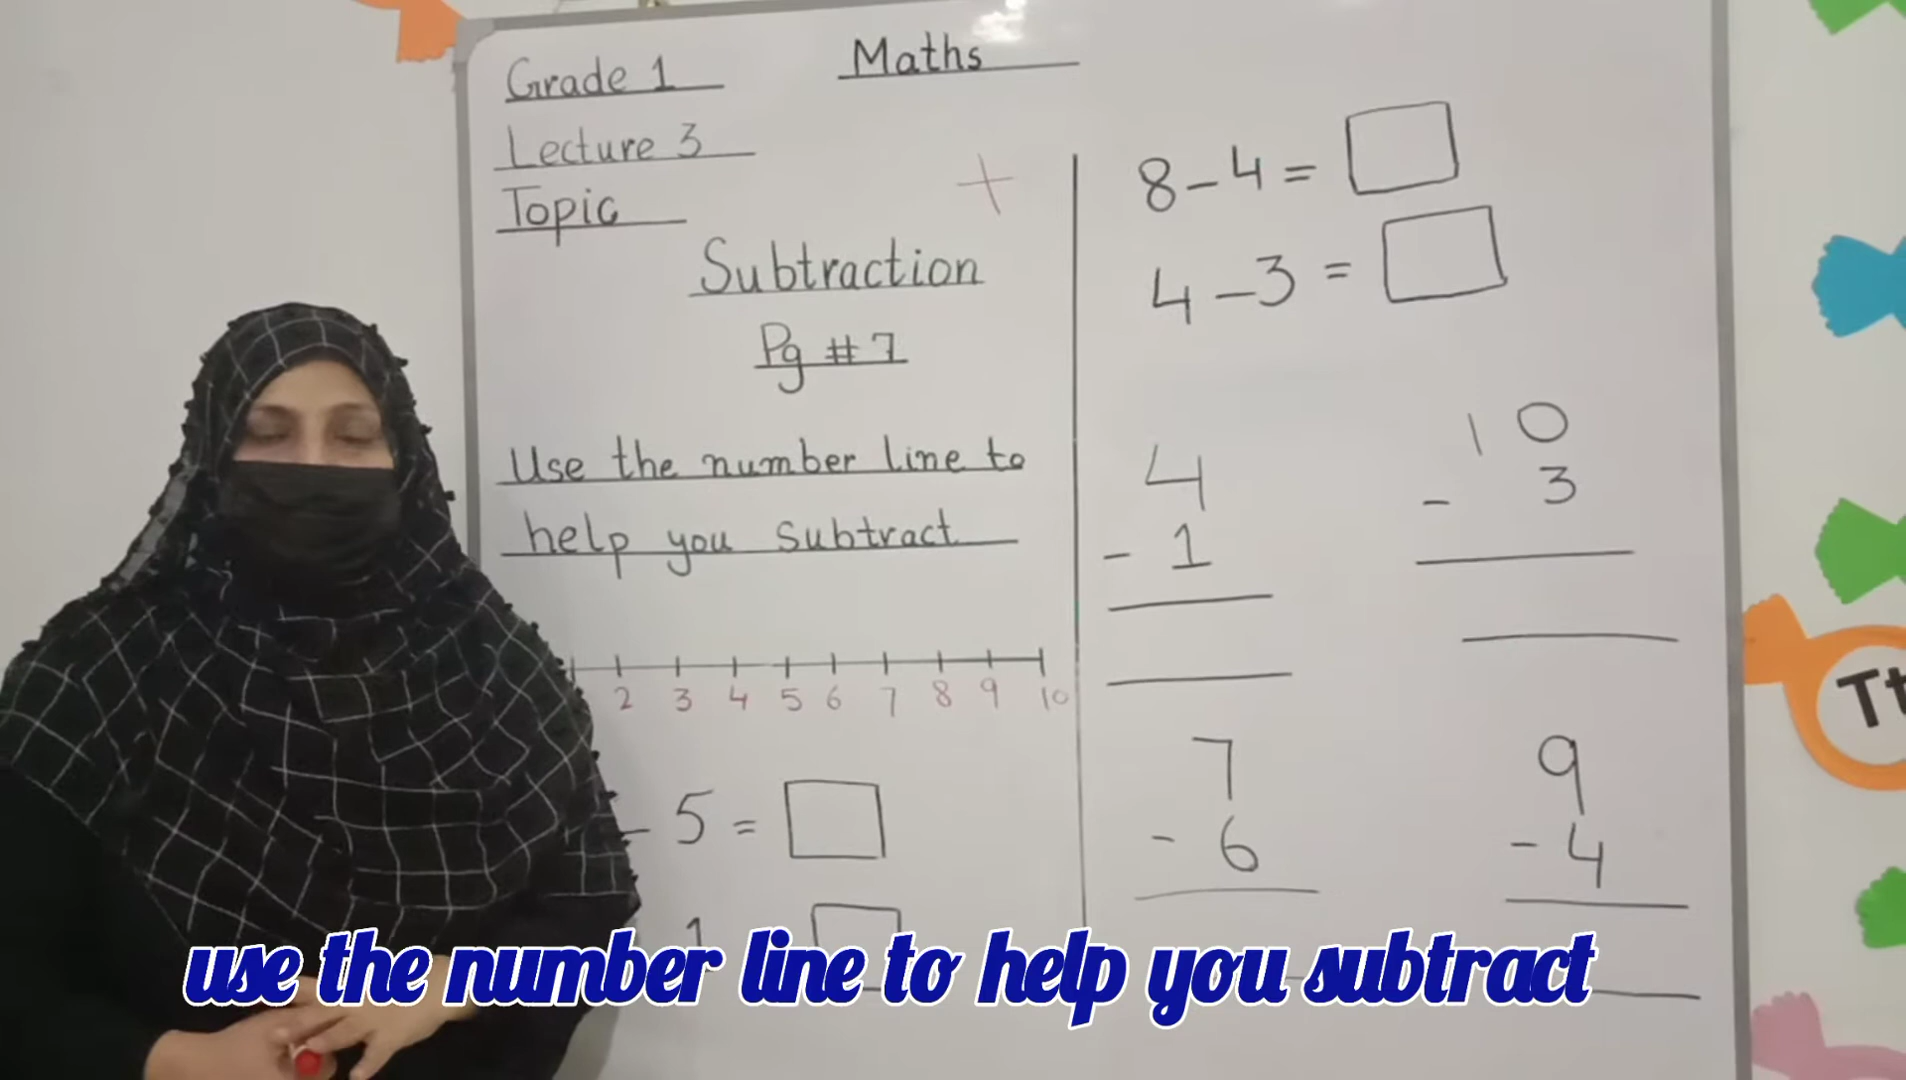 Maths
Grade 1
Lecture 3
Topic
+
Subtraction
Pg # 7
Use the number line to
help you subtract
2 3 4 5 6 7 8 9 10
- 5 =
1
8 - 4 =
4 - 3 =
4
- 1
10
- 3
7
- 6
9
- 4
Tt
use the number line to help you subtract